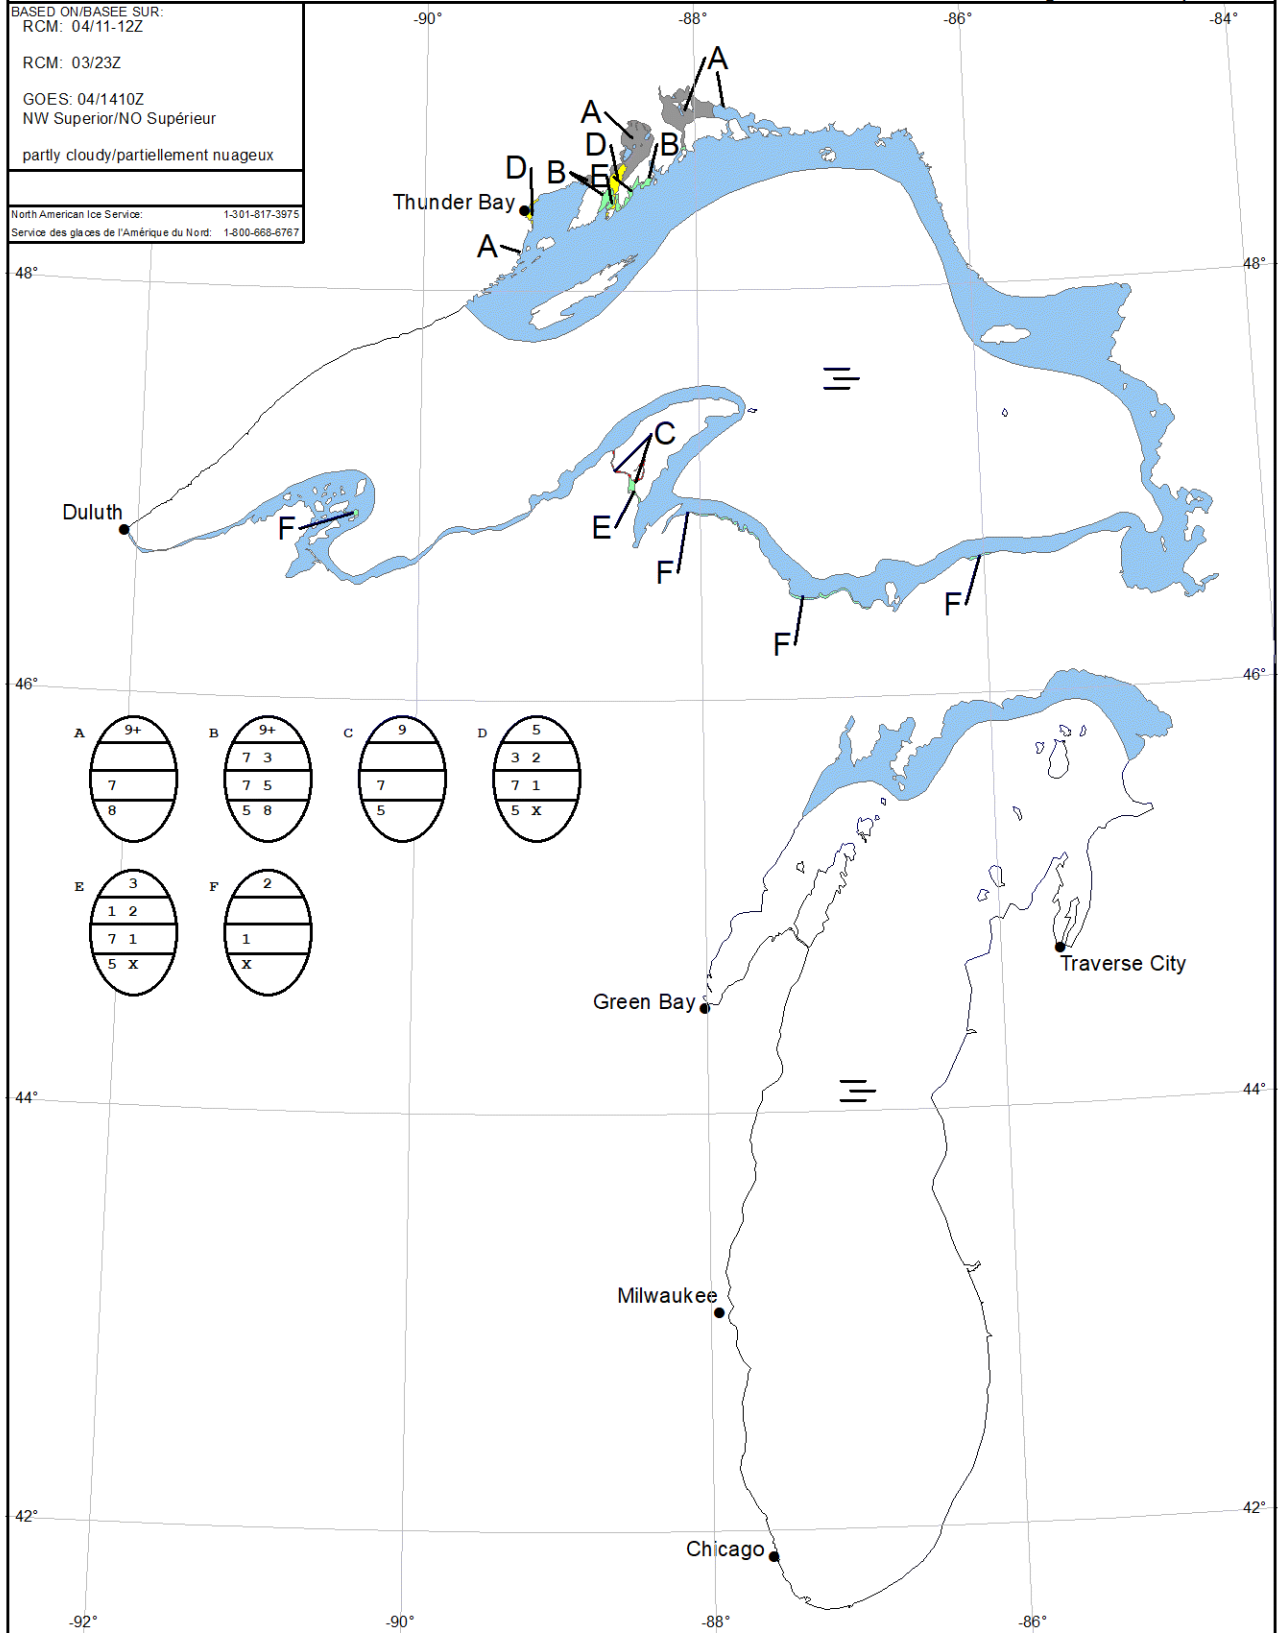 BASED ON/BASEE SUR:
RCM: 04/11-12Z
RCM: 03/23Z
GOES: 04/1410Z
NW Superior/NO Supérieur
partly cloudy/partiellement nuageux
North American Ice Service: 1-301-817-3975
Service des glaces de l'Amérique du Nord: 1-800-668-6767
-90° -88° -86° -84°
A
A
D
B
D
B
E
Thunder Bay
A
48° 48°
C
Duluth
F
E
F
F
F
46° 46°
A 9+ B 9+ C 9 D 5
7 3 3 2
7 7 5 7 7 1
8 5 8 5 5 X
E 3 F 2
1 2
7 1 1
5 X X
Traverse City
Green Bay
44° 44°
Milwaukee
42° 42°
Chicago
-92° -90° -88° -86°